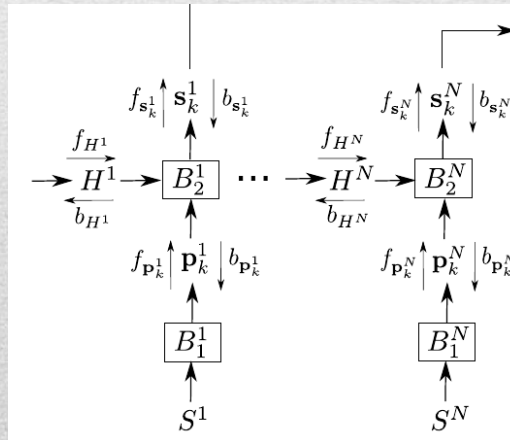 f_{s_k^1} s_k^1 b_{s_k^1} f_{s_k^N} s_k^N b_{s_k^N}
f_{H^1} f_{H^N}
H^1 B_2^1 ... H^N B_2^N
b_{H^1} b_{H^N}
f_{p_k^1} p_k^1 b_{p_k^1} f_{p_k^N} p_k^N b_{p_k^N}
B_1^1 B_1^N
S^1 S^N